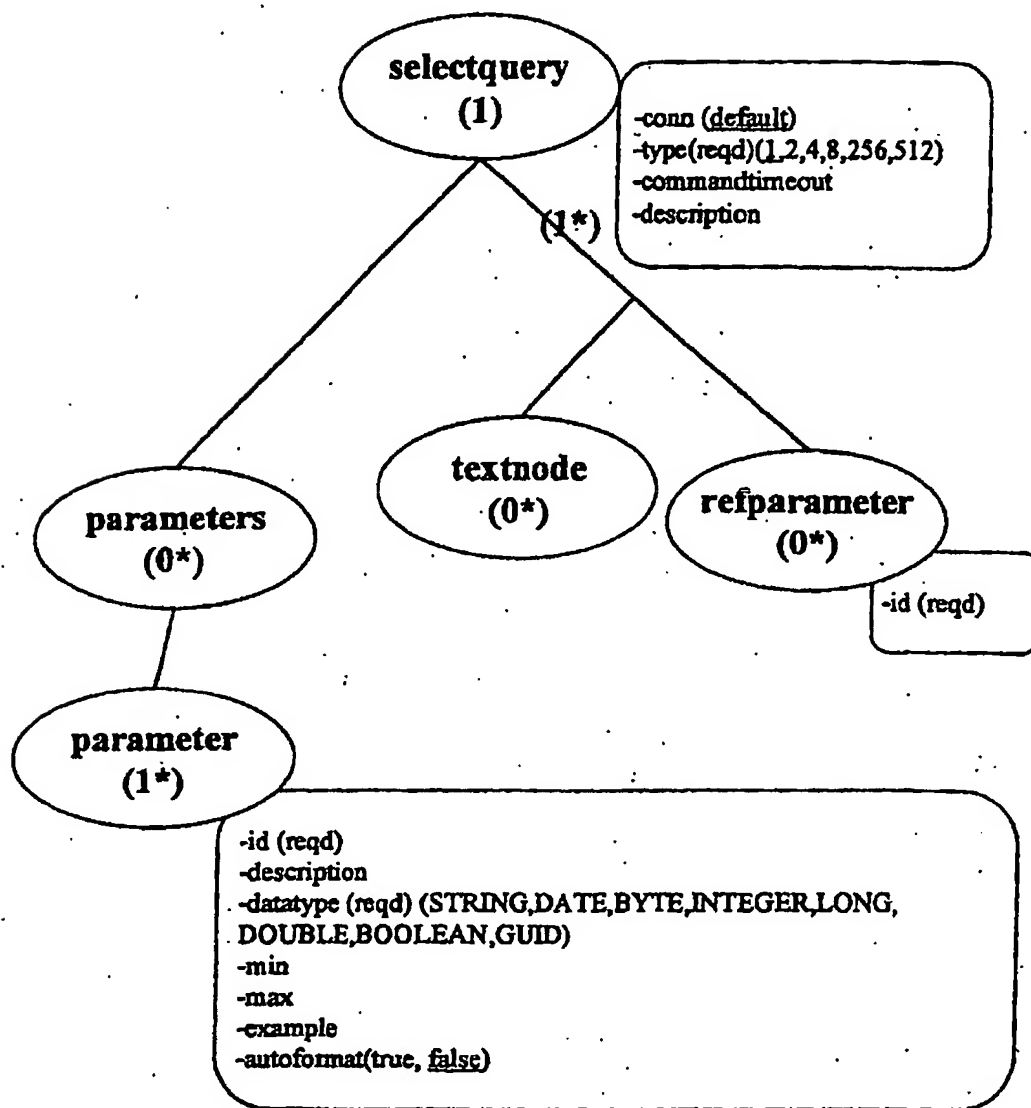 selectquery
(1)
-conn (default)
-type(reqd)(1,2,4,8,256,512)
-commandtimeout
-description
(1*)
textnode
(0*)
refparameter
(0*)
parameters
(0*)
-id (reqd)
parameter
(1*)
-id (reqd)
-description
-datatype (reqd) (STRING,DATE,BYTE,INTEGER,LONG,
DOUBLE,BOOLEAN,GUID)
-min
-max
-example
-autoformat(true, false)